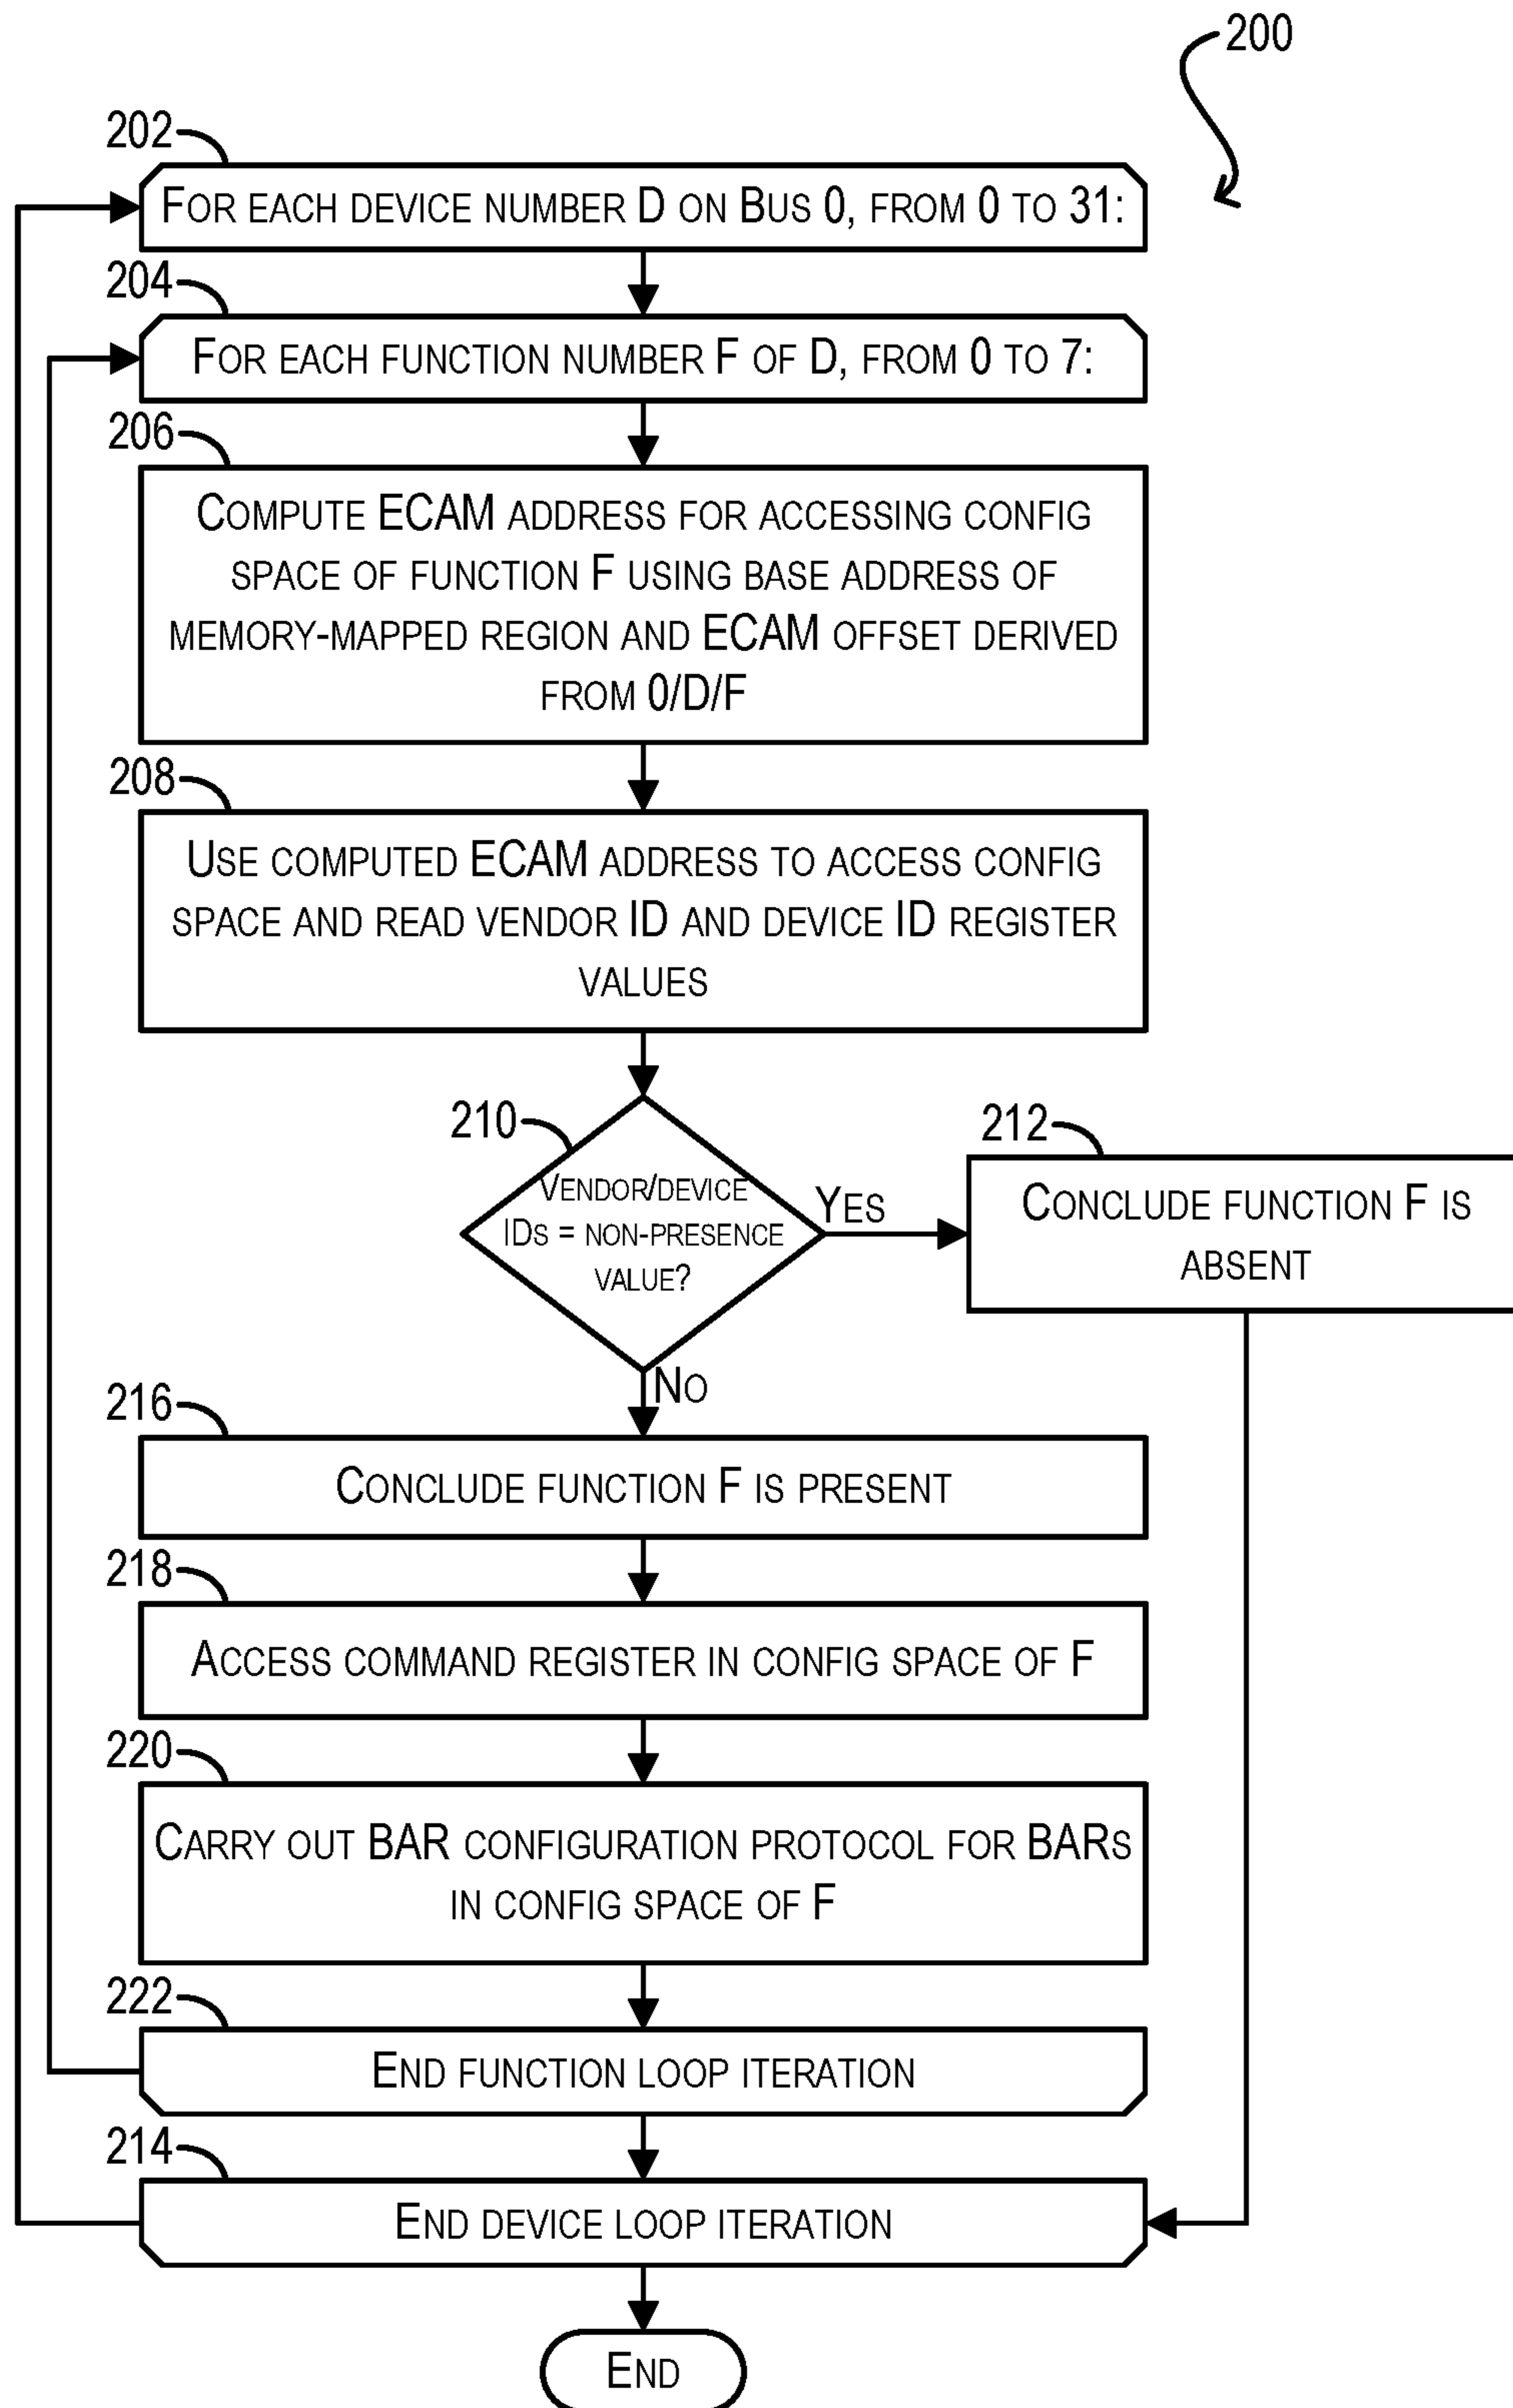 200
202
For each device number D on Bus 0, from 0 to 31:
204
For each function number F of D, from 0 to 7:
206
Compute ECAM address for accessing config
space of function F using base address of
memory-mapped region and ECAM offset derived
from 0/D/F
208
Use computed ECAM address to access config
space and read vendor ID and device ID register
values
210
Vendor/device
IDs = non-presence
value?
Yes
212
Conclude function F is
absent
No
216
Conclude function F is present
218
Access command register in config space of F
220
Carry out BAR configuration protocol for BARs
in config space of F
222
End function loop iteration
214
End device loop iteration
End